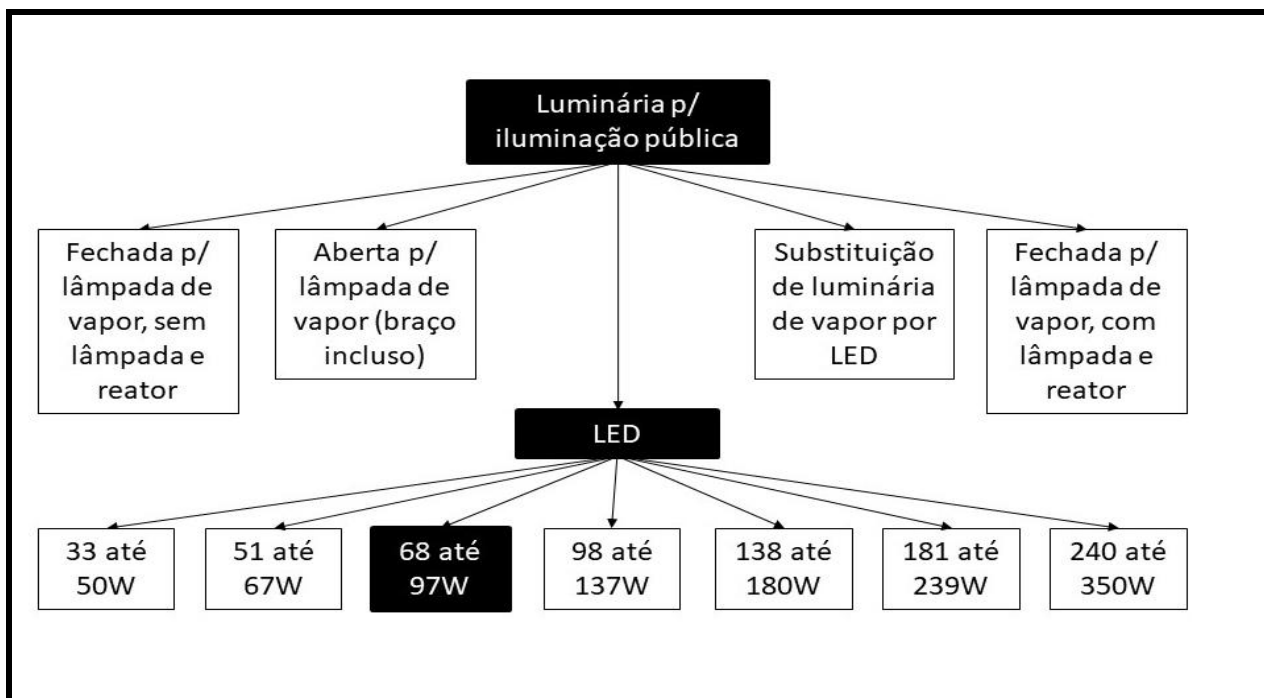 Luminária p/
iluminação pública
Fechada p/
lâmpada de
vapor, sem
lâmpada e
reator
Aberta p/
lâmpada de
vapor (braço
incluso)
Substituição
de luminária
de vapor por
LED
Fechada p/
lâmpada de
vapor, com
lâmpada e
reator
LED
33 até
50W
51 até
67W
68 até
97W
98 até
137W
138 até
180W
181 até
239W
240 até
350W